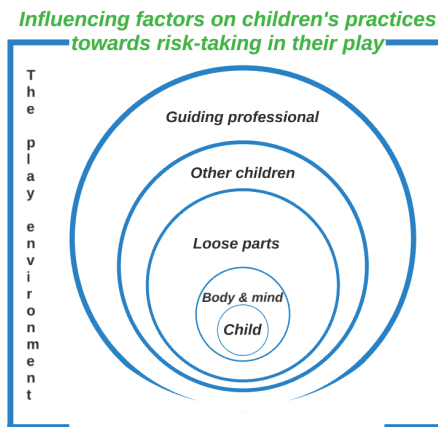 Influencing factors on children's practices
towards risk-taking in their play
The play environment
Guiding professional
Other children
Loose parts
Body & mind
Child